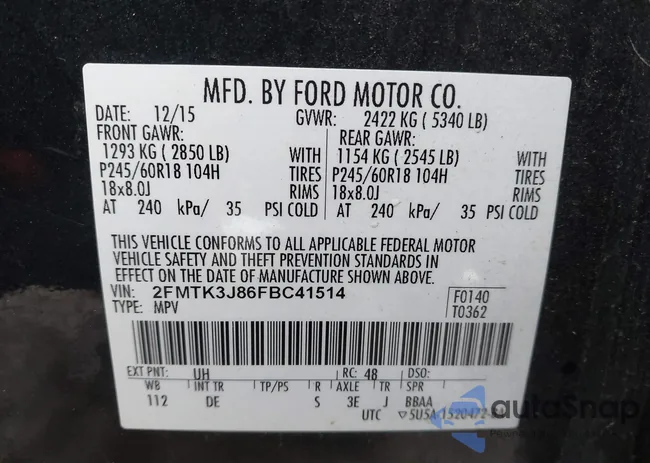 MFD. BY FORD MOTOR CO.
DATE: 12/15 GVWR: 2422 KG ( 5340 LB)
FRONT GAWR: REAR GAWR:
1293 KG ( 2850 LB) WITH 1154 KG ( 2545 LB) WITH
P245/60R18 104H TIRES P245/60R18 104H TIRES
18x8.0J RIMS 18x8.0J RIMS
AT 240 kPa/ 35 PSI COLD AT 240 kPa/ 35 PSI COLD
THIS VEHICLE CONFORMS TO ALL APPLICABLE FEDERAL MOTOR
VEHICLE SAFETY AND THEFT PREVENTION STANDARDS IN
EFFECT ON THE DATE OF MANUFACTURE SHOWN ABOVE.
VIN: 2FMTK3J86FBC41514 F0140
TYPE: MPV T0362
EXT PNT: UH RC: 48 DSO:
WB INT TR TP/PS R AXLE TR SPR
112 DE S 3E J BBAA
UTC
autoSnap